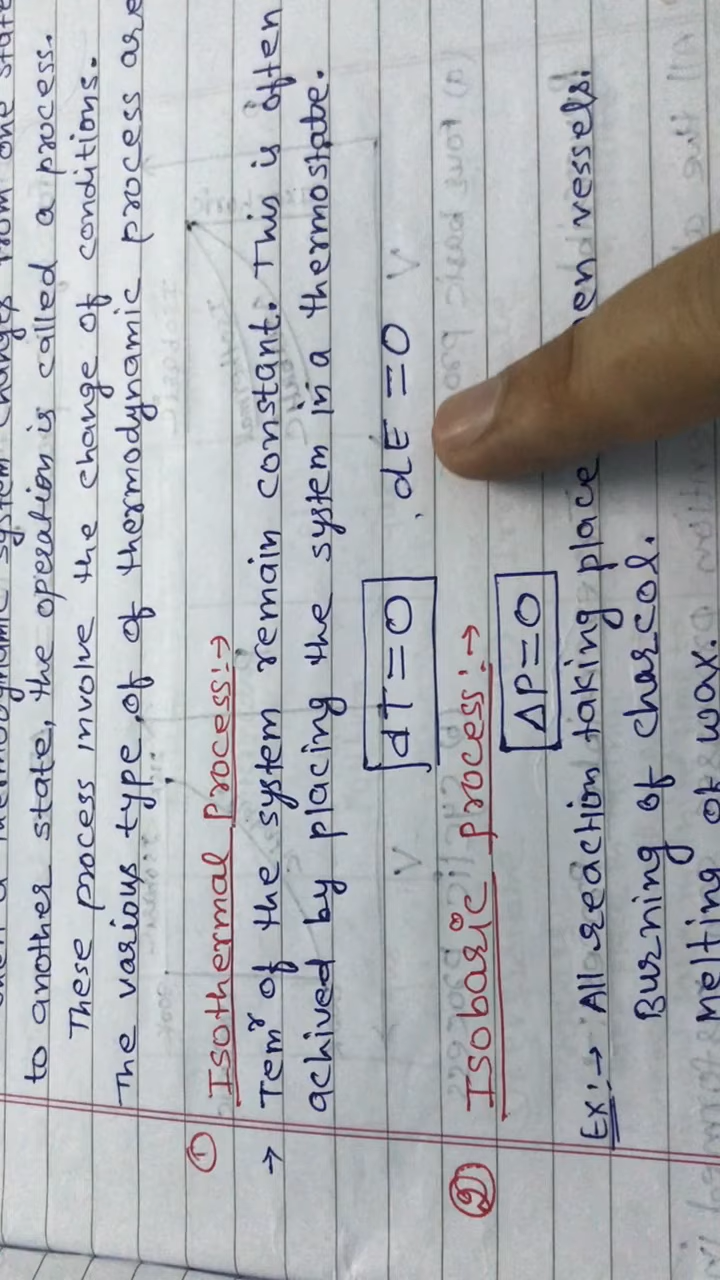 to another state, the operation is called a process.
These process involve the change of conditions.
The various type of of thermodynamic process are
① Isothermal process:→
→ Temr of the system remain constant. This is often
achived by placing the system in a thermostate.
dT=0 , dE=0
② Isobaric process:→
ΔP=0
Ex:→ All reaction taking place vessels.
Burning of charcol.
Melting of wax.